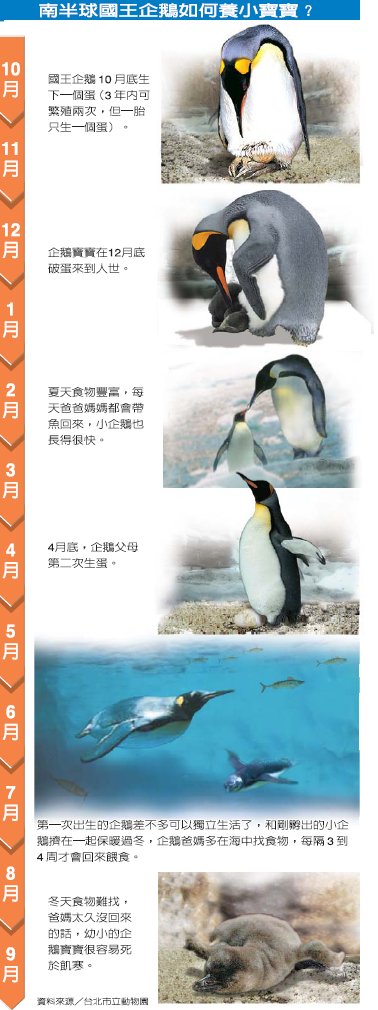 南半球國王企鵝如何養小寶寶？
10
月
國王企鵝10月底生
下一個蛋（3年內可
繁殖兩次，但一胎
只生一個蛋）。
11
月
12
月
企鵝寶寶在12月底
破蛋來到人世。
1
月
2
月
夏天食物豐富，每
天爸爸媽媽都會帶
魚回來，小企鵝也
長得很快。
3
月
4
月
4月底，企鵝父母
第二次生蛋。
5
月
6
月
7
月
第一次出生的企鵝差不多可以獨立生活了，和剛孵出的小企
鵝擠在一起保暖過冬，企鵝爸媽多在海中找食物，每隔3到
4周才會回來餵食。
8
月
冬天食物難找，
爸媽太久沒回來
的話，幼小的企
鵝寶寶很容易死
於飢寒。
9
月
資料來源／台北市立動物園